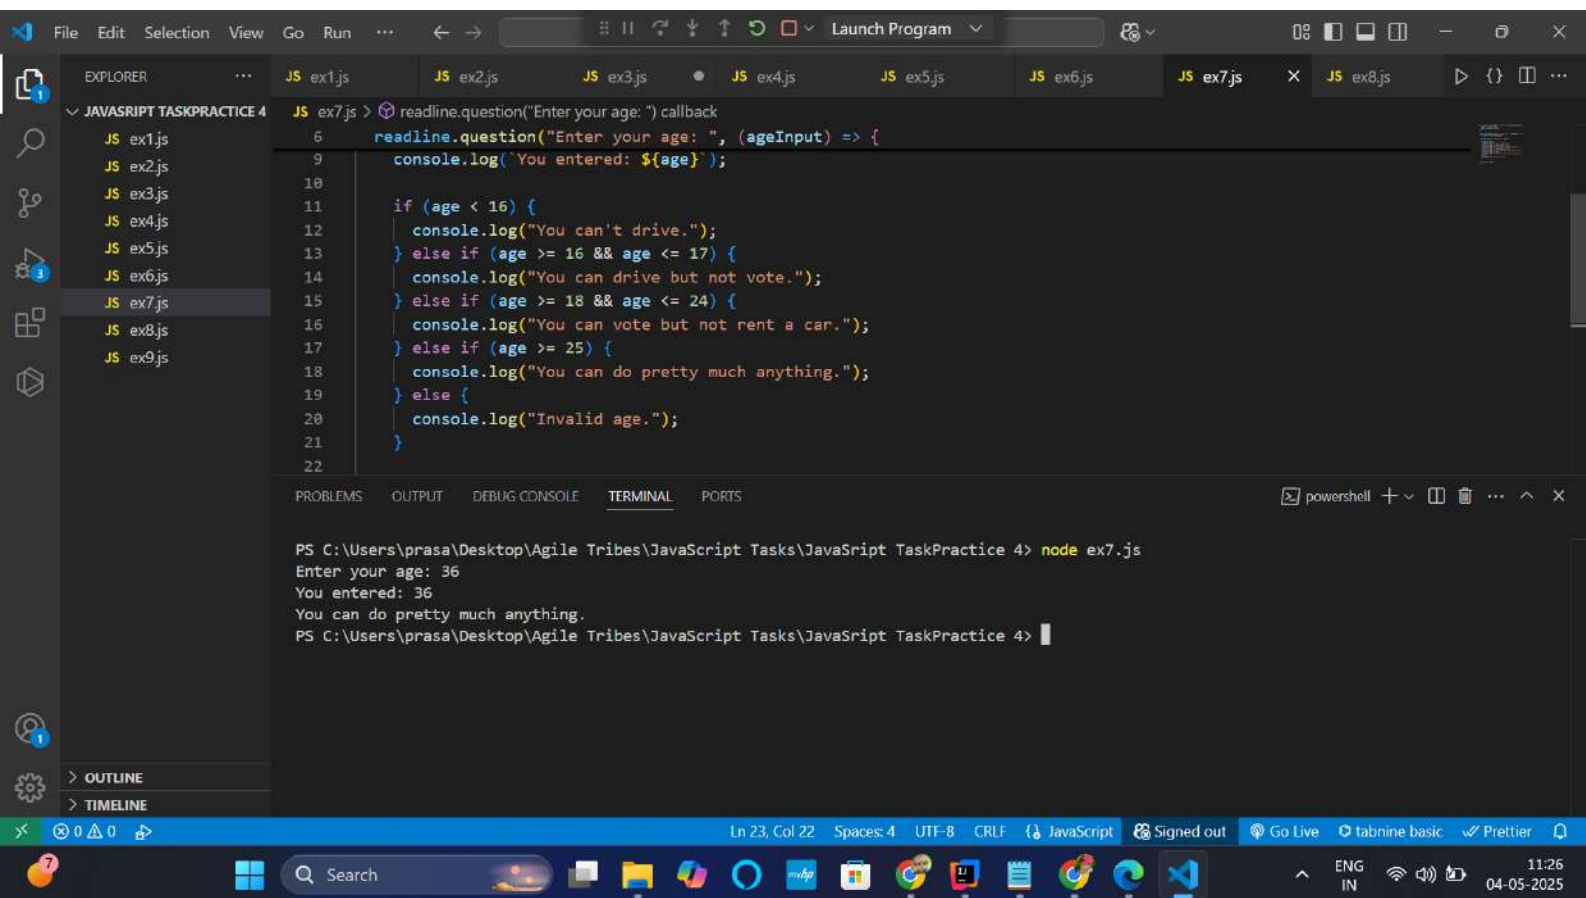 File Edit Selection View Go Run ··· Launch Program
EXPLORER ···
JS ex1.js JS ex2.js JS ex3.js JS ex4.js JS ex5.js JS ex6.js JS ex7.js JS ex8.js
JAVASRIPT TASKPRACTICE 4
JS ex1.js
JS ex2.js
JS ex3.js
JS ex4.js
JS ex5.js
JS ex6.js
JS ex7.js
JS ex8.js
JS ex9.js
OUTLINE
TIMELINE
JS ex7.js > readline.question("Enter your age: ") callback
6 readline.question("Enter your age: ", (ageInput) => {
9 console.log(`You entered: ${age}`);
10
11 if (age < 16) {
12 console.log("You can't drive.");
13 } else if (age >= 16 && age <= 17) {
14 console.log("You can drive but not vote.");
15 } else if (age >= 18 && age <= 24) {
16 console.log("You can vote but not rent a car.");
17 } else if (age >= 25) {
18 console.log("You can do pretty much anything.");
19 } else {
20 console.log("Invalid age.");
21 }
22
PROBLEMS OUTPUT DEBUG CONSOLE TERMINAL PORTS powershell
PS C:\Users\prasa\Desktop\Agile Tribes\JavaScript Tasks\JavaSript TaskPractice 4> node ex7.js
Enter your age: 36
You entered: 36
You can do pretty much anything.
PS C:\Users\prasa\Desktop\Agile Tribes\JavaScript Tasks\JavaSript TaskPractice 4>
0 0 Ln 23, Col 22 Spaces: 4 UTF-8 CRLF JavaScript Signed out Go Live tabnine basic Prettier
7 Search ENG 11:26
IN 04-05-2025